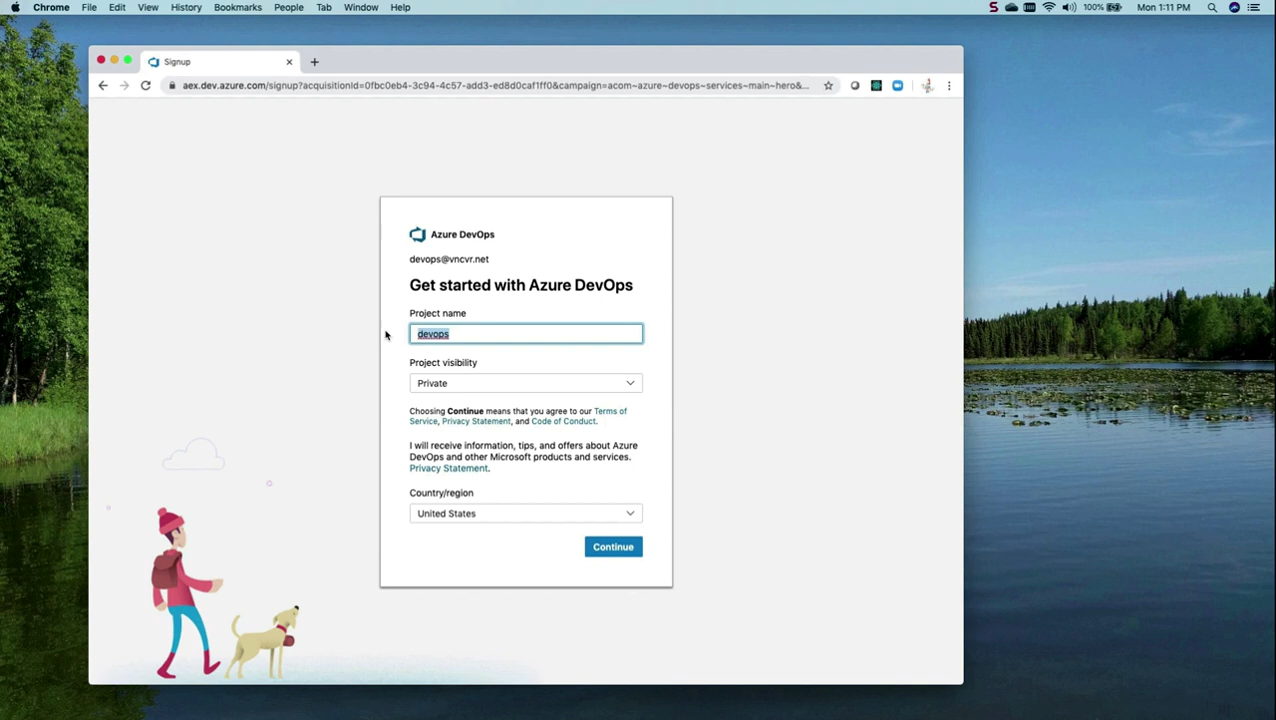 Chrome File Edit View History Bookmarks People Tab Window Help S 100% Mon 1:11 PM
Signup
aex.dev.azure.com/signup?acquisitionId=0fbc0eb4-3c94-4c57-add3-ed8d0caf1ff0&campaign=acom~azure~devops~services~main~hero&...
Azure DevOps
devops@vncvr.net
Get started with Azure DevOps
Project name
devops
Project visibility
Private
Choosing Continue means that you agree to our Terms of
Service, Privacy Statement, and Code of Conduct.
I will receive information, tips, and offers about Azure
DevOps and other Microsoft products and services.
Privacy Statement.
Country/region
United States
Continue